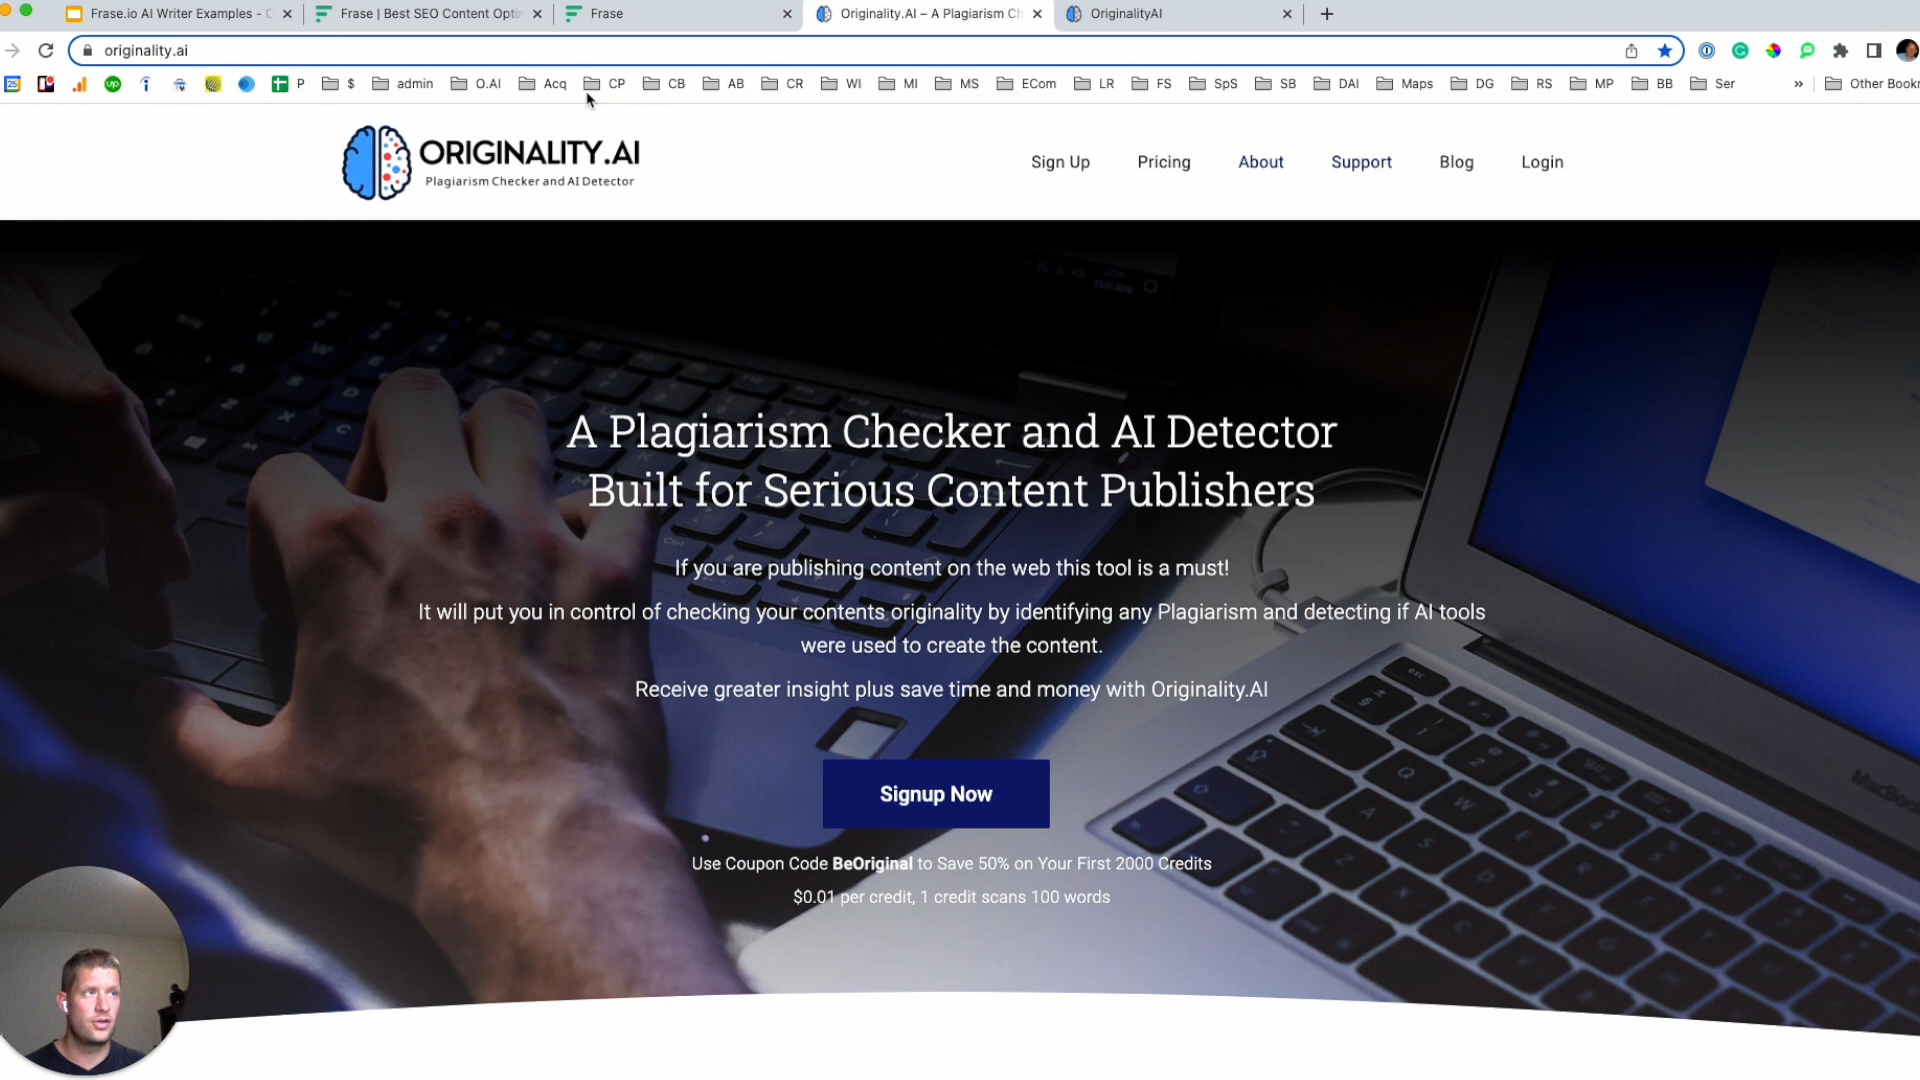 Frase.io AI Writer Examples -
Frase | Best SEO Content Optin
Frase
Originality.AI – A Plagiarism Ch
OriginalityAI
originality.ai
P
$
admin
O.AI
Acq
CP
CB
AB
CR
WI
MI
MS
ECom
LR
FS
SpS
SB
DAI
Maps
DG
RS
MP
BB
Ser
»
Other Bookr
ORIGINALITY.AI
Plagiarism Checker and AI Detector
Sign Up
Pricing
About
Support
Blog
Login
A Plagiarism Checker and AI Detector
Built for Serious Content Publishers
If you are publishing content on the web this tool is a must!
It will put you in control of checking your contents originality by identifying any Plagiarism and detecting if AI tools
were used to create the content.
Receive greater insight plus save time and money with Originality.AI
Signup Now
Use Coupon Code BeOriginal to Save 50% on Your First 2000 Credits
$0.01 per credit, 1 credit scans 100 words